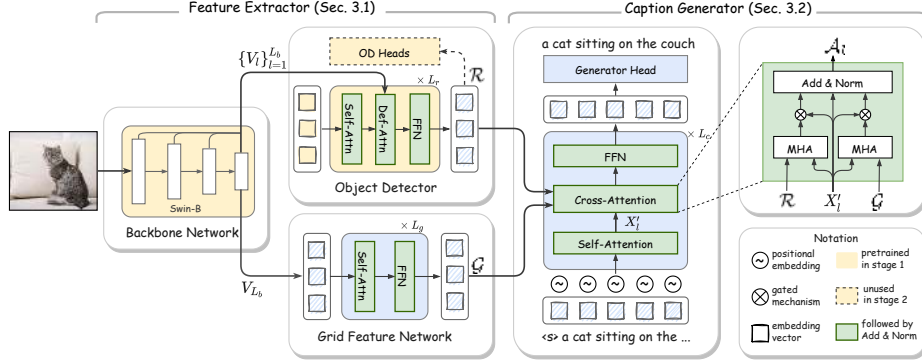 Feature Extractor (Sec. 3.1)
Caption Generator (Sec. 3.2)
{V_l}_{l=1}^{L_b}
OD Heads
× L_r
R
Self-Attn
Def-Attn
FFN
Object Detector
Swin-B
Backbone Network
V_{L_b}
× L_g
Self-Attn
FFN
G
Grid Feature Network
a cat sitting on the couch
Generator Head
× L_c
FFN
Cross-Attention
X'_l
Self-Attention
~ ~ ~ ~ ~
<s> a cat sitting on the ...
A_l
Add & Norm
MHA
MHA
R X'_l G
Notation
~ positional
embedding
pretrained
in stage 1
gated
mechanism
unused
in stage 2
embedding
vector
followed by
Add & Norm